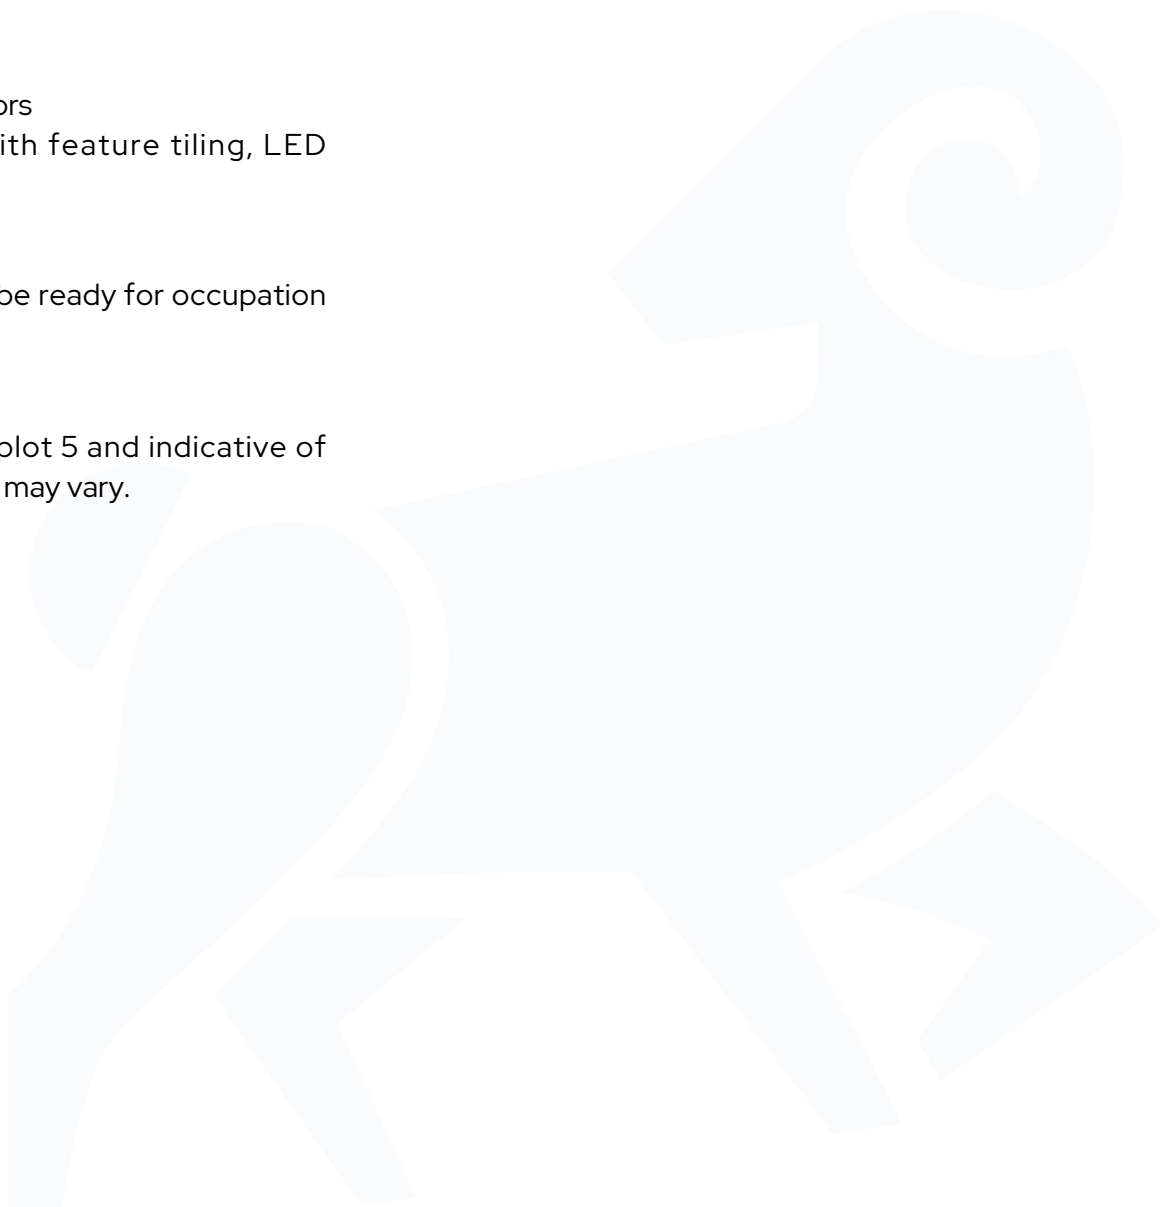 ors
ith feature tiling, LED
be ready for occupation
plot 5 and indicative of
may vary.